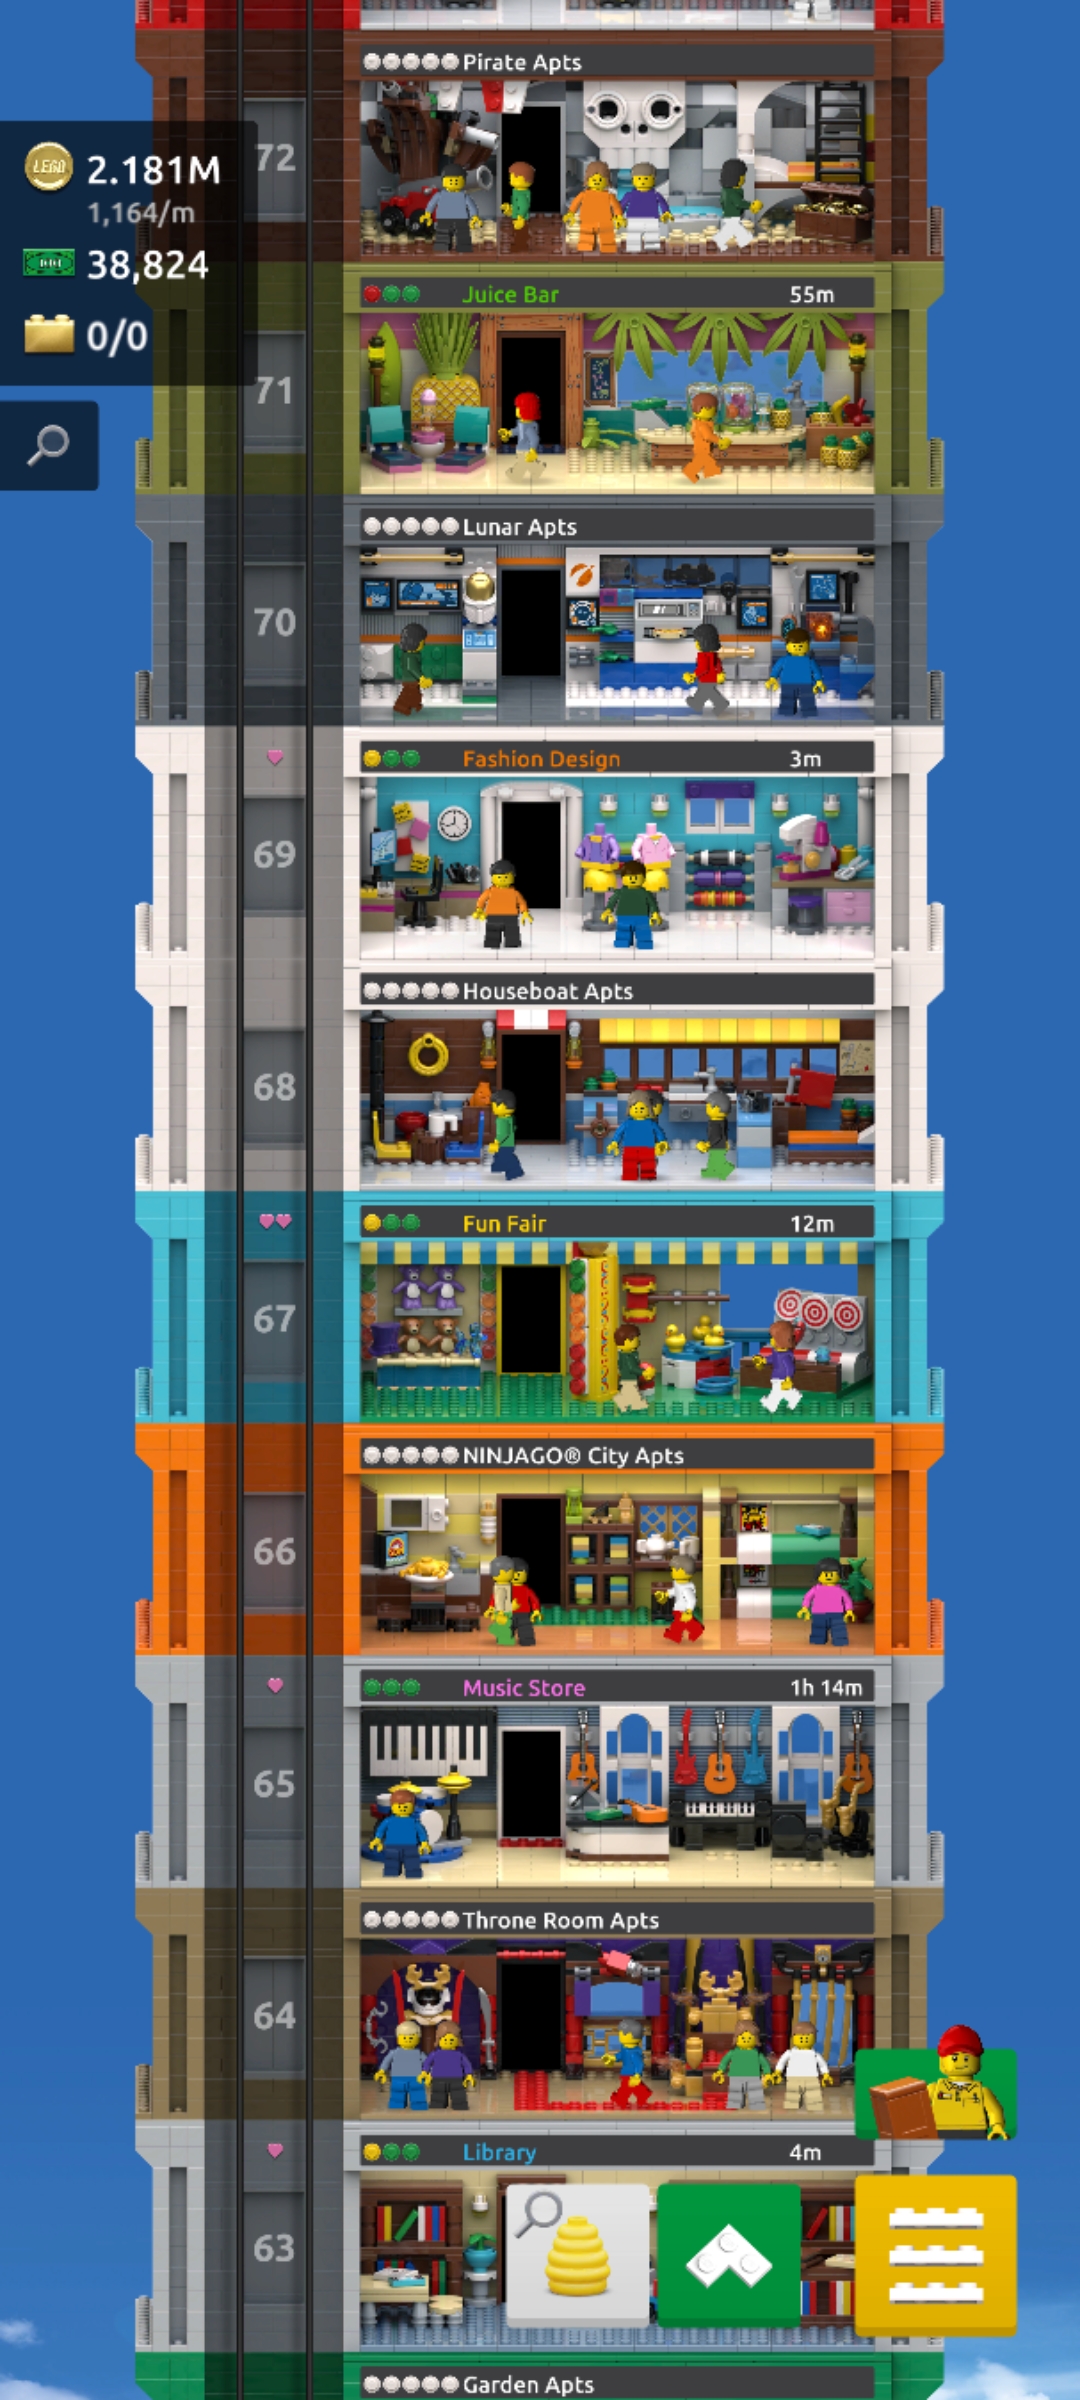 Pirate Apts
72
LEGO
2.181M
1,164/m
38,824
0/0
Juice Bar 55m
71
Lunar Apts
70
Fashion Design 3m
69
Houseboat Apts
68
Fun Fair 12m
67
NINJAGO® City Apts
66
Music Store 1h 14m
65
Throne Room Apts
64
Library 4m
63
Garden Apts